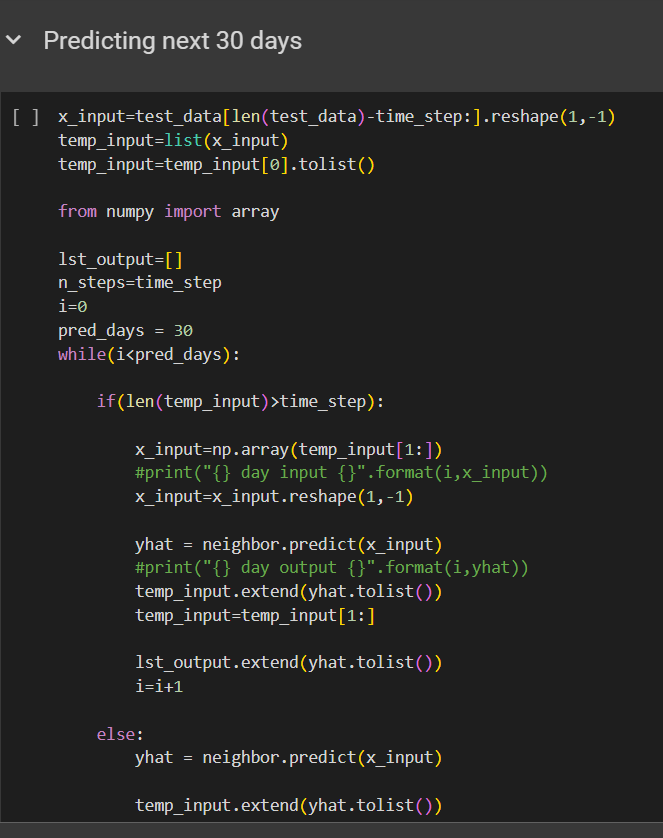 Predicting next 30 days
[ ] x_input=test_data[len(test_data)-time_step:].reshape(1,-1)
temp_input=list(x_input)
temp_input=temp_input[0].tolist()

from numpy import array

lst_output=[]
n_steps=time_step
i=0
pred_days = 30
while(i<pred_days):

    if(len(temp_input)>time_step):

        x_input=np.array(temp_input[1:])
        #print("{} day input {}".format(i,x_input))
        x_input=x_input.reshape(1,-1)

        yhat = neighbor.predict(x_input)
        #print("{} day output {}".format(i,yhat))
        temp_input.extend(yhat.tolist())
        temp_input=temp_input[1:]

        lst_output.extend(yhat.tolist())
        i=i+1

    else:
        yhat = neighbor.predict(x_input)

        temp_input.extend(yhat.tolist())